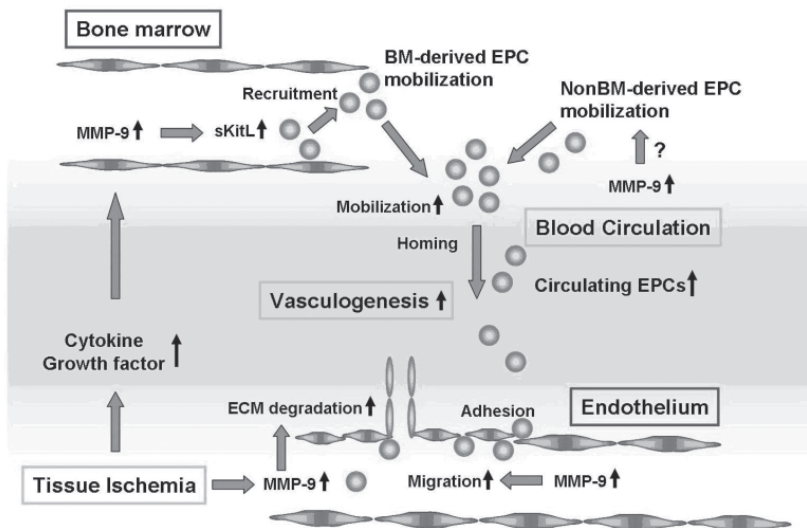 Bone marrow
BM-derived EPC
mobilization
Recruitment
MMP-9
sKitL
NonBM-derived EPC
mobilization
?
MMP-9
Mobilization
Blood Circulation
Homing
Circulating EPCs
Vasculogenesis
Cytokine
Growth factor
ECM degradation
Adhesion
Endothelium
Tissue Ischemia
MMP-9
Migration
MMP-9